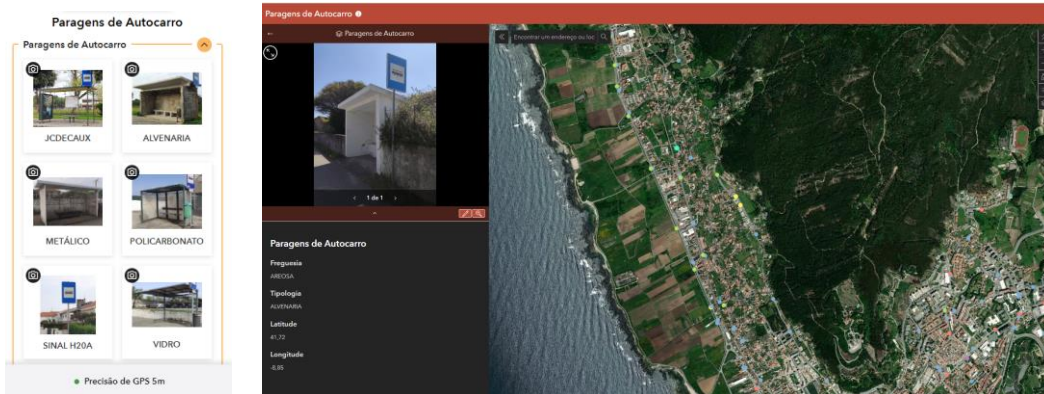 Paragens de Autocarro
Paragens de Autocarro
JCDECAUX
ALVENARIA
METÁLICO
POLICARBONATO
SINAL H20A
VIDRO
Precisão de GPS 5m
Paragens de Autocarro
Paragens de Autocarro
1 de 1
Paragens de Autocarro
Freguesia
AREOSA
Tipologia
ALVENARIA
Latitude
41,72
Longitude
-8,85
Encontrar um endereço ou loc